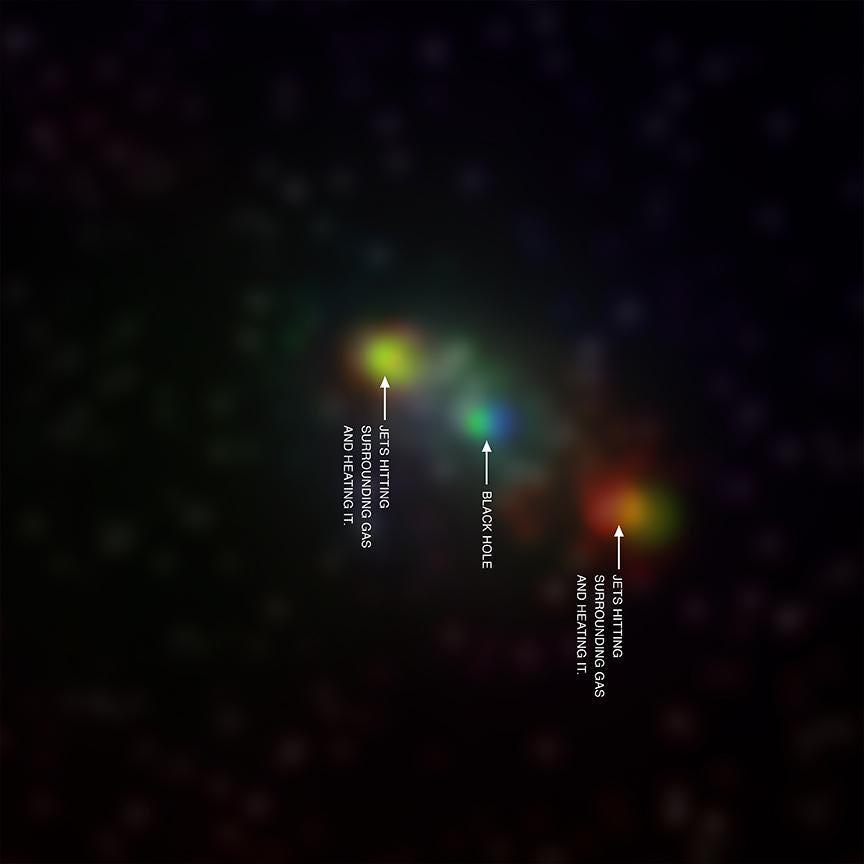 JETS HITTING
SURROUNDING GAS
AND HEATING IT.
BLACK HOLE
JETS HITTING
SURROUNDING GAS
AND HEATING IT.